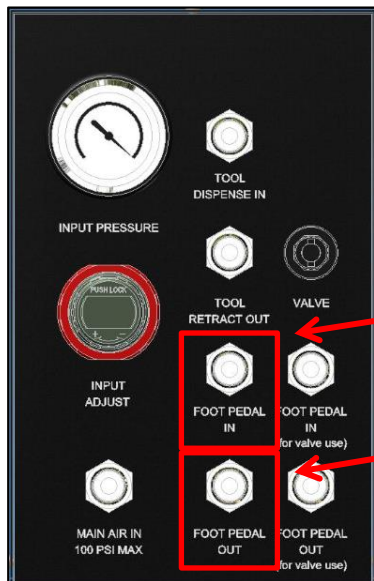 TOOL
DISPENSE IN
INPUT PRESSURE
PUSH LOCK
+ -
TOOL
RETRACT OUT
VALVE
INPUT
ADJUST
FOOT PEDAL
IN
FOOT PEDAL
IN
(for valve use)
MAIN AIR IN
100 PSI MAX
FOOT PEDAL
OUT
FOOT PEDAL
OUT
(for valve use)